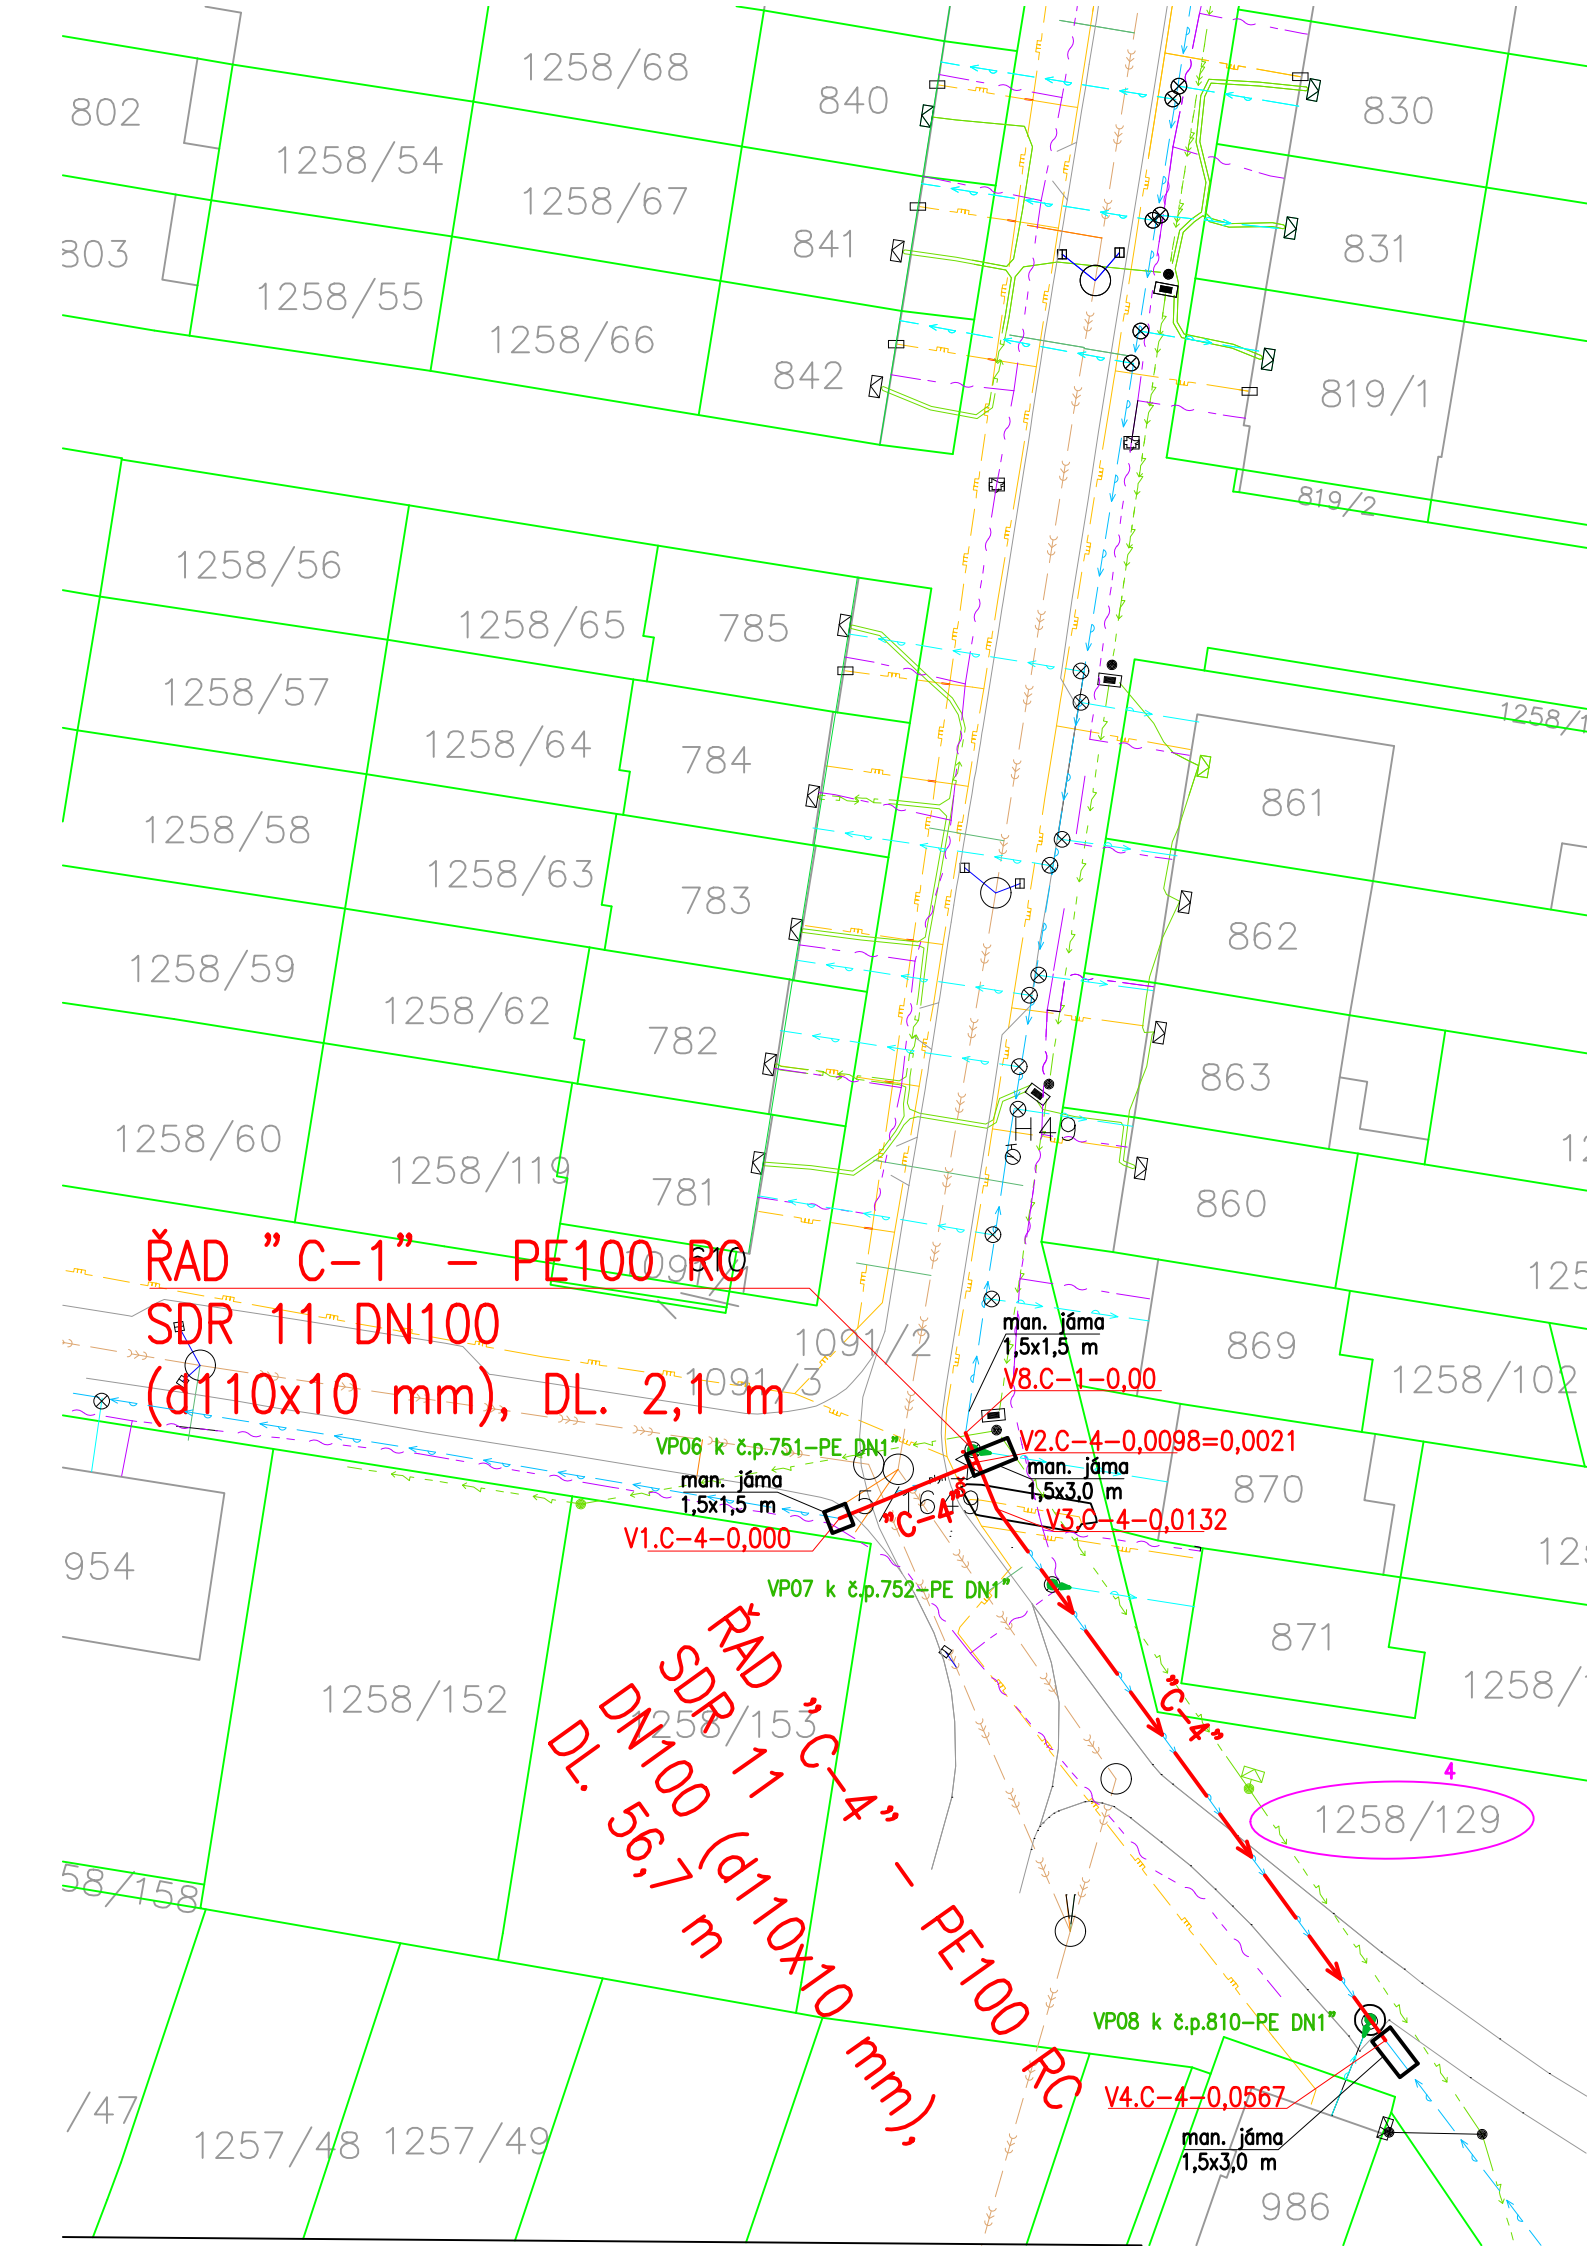 1258/68
840
830
802
1258/54
1258/67
841
831
803
1258/55
1258/66
842
819/1
819/2
1258/56
1258/65
785
1258/57
1258/64
784
861
1258/58
1258/63
783
862
1258/59
1258/62
782
863
H49
1258/60
1258/119
781
860
610
ŘAD "C-1" - PE100 RC
SDR 11 DN100
(d110x10 mm), DL. 2,1 m
1091/2
1091/3
man. jáma
1,5x1,5 m
V8.C-1-0,00
869
1258/102
VP06 k č.p.751-PE DN1"
V2.C-4-0,0098=0,0021
man. jáma
1,5x1,5 m
man. jáma
1,5x3,0 m
870
"C-4"
V3.C-4-0,0132
V1.C-4-0,000
954
VP07 k č.p.752-PE DN1"
871
1258/152
1258/153
ŘAD "C-4" - PE100 RC
SDR 11
DN100 (d110x10 mm),
DL. 56,7 m
"C-4"
4
1258/129
58/158
VP08 k č.p.810-PE DN1"
V4.C-4-0,0567
/47
1257/48
1257/49
man. jáma
1,5x3,0 m
986